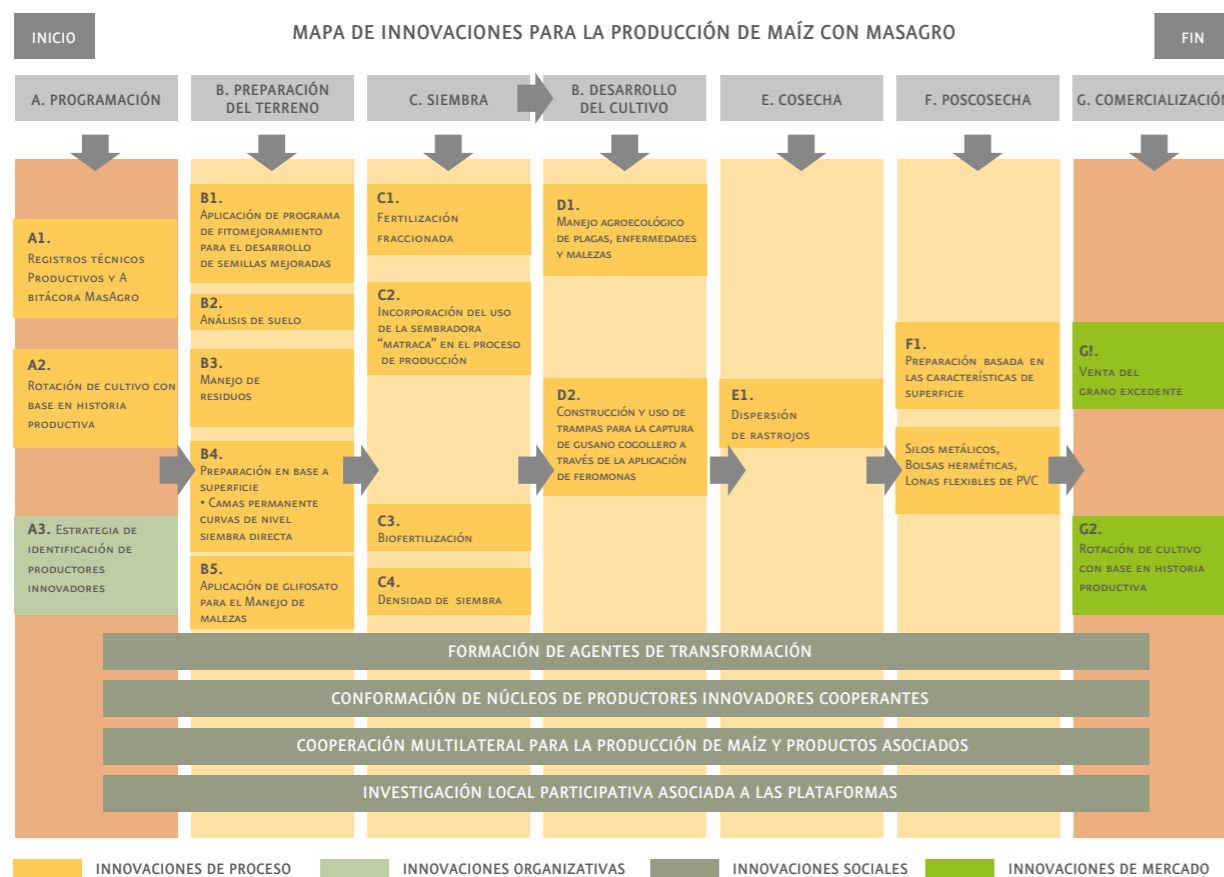 INICIO
MAPA DE INNOVACIONES PARA LA PRODUCCIÓN DE MAÍZ CON MASAGRO
FIN
A. PROGRAMACIÓN
B. PREPARACIÓN
DEL TERRENO
C. SIEMBRA
B. DESARROLLO
DEL CULTIVO
E. COSECHA
F. POSCOSECHA
G. COMERCIALIZACIÓN
A1.
Registros técnicos
Productivos y A
bitácora MasAgro
A2.
Rotación de cultivo con
base en historia
productiva
A3. Estrategia de
identificación de
productores
innovadores
B1.
Aplicación de programa
de fitomejoramiento
para el desarrollo
de semillas mejoradas
B2.
Análisis de suelo
B3.
Manejo de
residuos
B4.
Preparación en base a
superficie
• Camas permanente
curvas de nivel
siembra directa
B5.
Aplicación de glifosato
para el Manejo de
malezas
C1.
Fertilización
fraccionada
C2.
Incorporación del uso
de la sembradora
“matraca” en el proceso
de producción
C3.
Biofertilización
C4.
Densidad de siembra
D1.
Manejo agroecológico
de plagas, enfermedades
y malezas
D2.
Construcción y uso de
trampas para la captura
de gusano cogollero a
través de la aplicación
de feromonas
E1.
Dispersión
de rastrojos
F1.
Preparación basada en
las características de
superficie
Silos metálicos,
Bolsas herméticas,
Lonas flexibles de PVC
G!.
Venta del
grano excedente
G2.
Rotación de cultivo
con base en historia
productiva
FORMACIÓN DE AGENTES DE TRANSFORMACIÓN
CONFORMACIÓN DE NÚCLEOS DE PRODUCTORES INNOVADORES COOPERANTES
COOPERACIÓN MULTILATERAL PARA LA PRODUCCIÓN DE MAÍZ Y PRODUCTOS ASOCIADOS
INVESTIGACIÓN LOCAL PARTICIPATIVA ASOCIADA A LAS PLATAFORMAS
INNOVACIONES DE PROCESO
INNOVACIONES ORGANIZATIVAS
INNOVACIONES SOCIALES
INNOVACIONES DE MERCADO